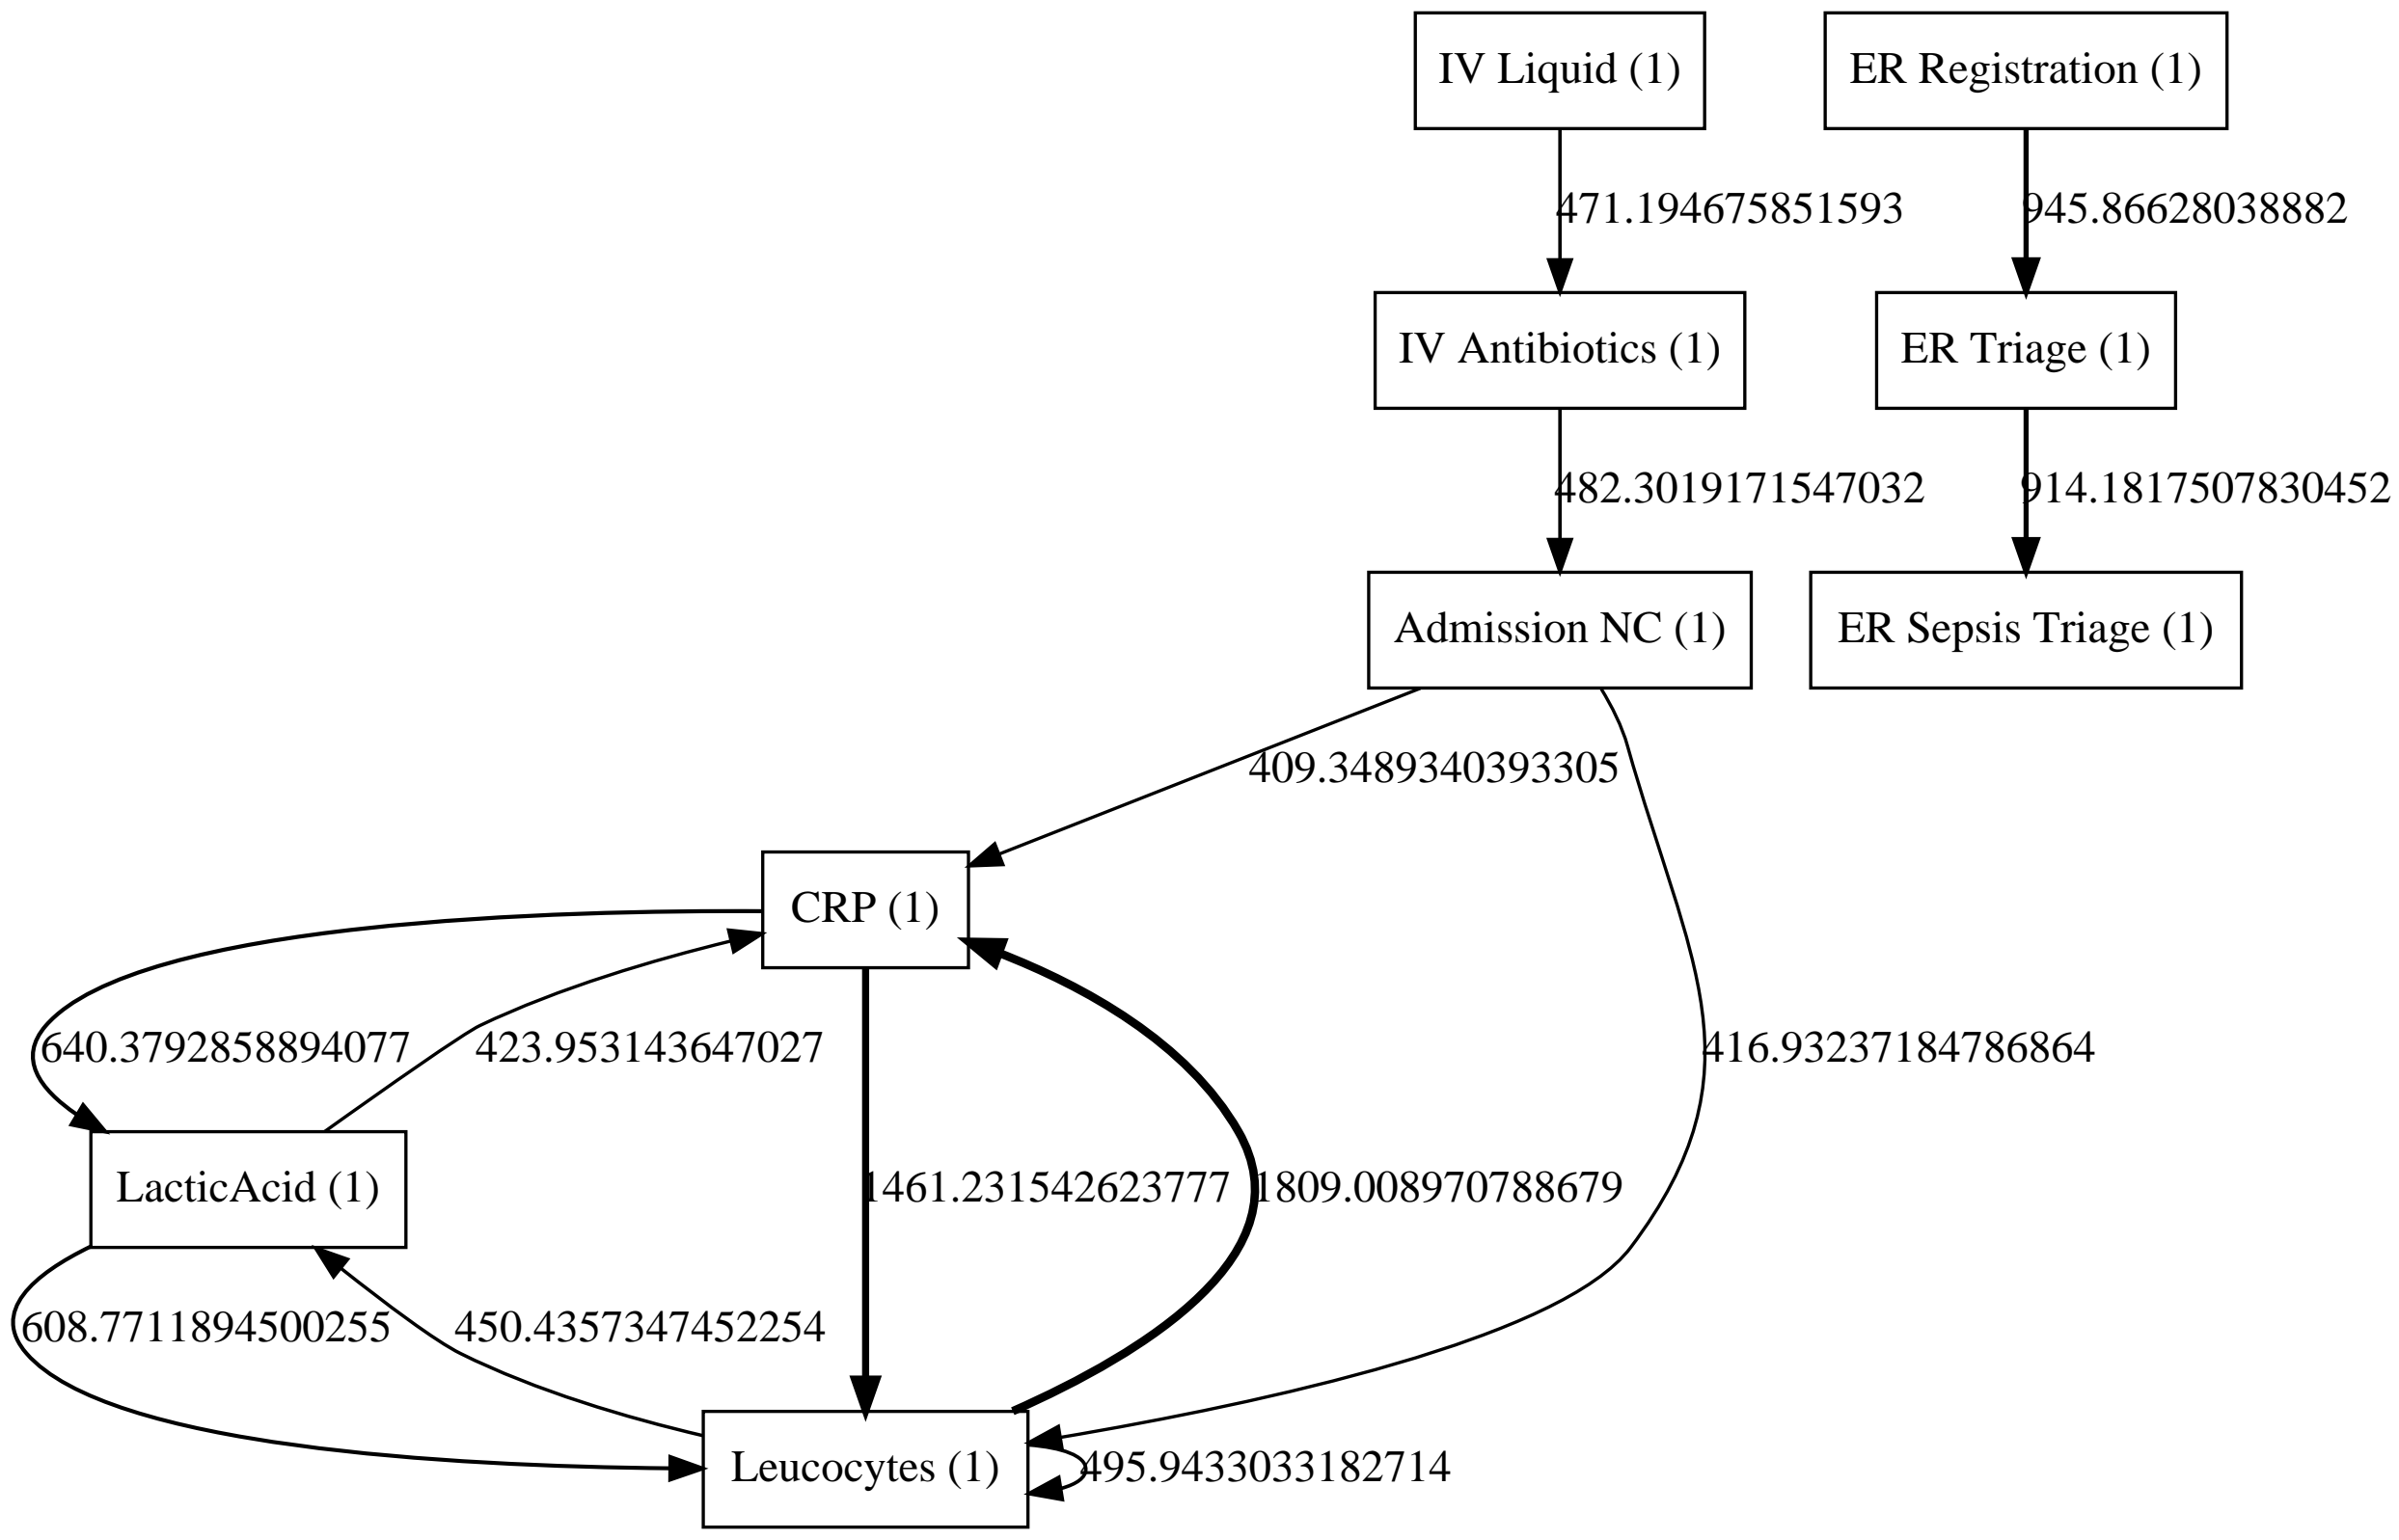 IV Liquid (1)
ER Registration (1)
471.194675851593
945.86628038882
IV Antibiotics (1)
ER Triage (1)
482.3019171547032
914.1817507830452
Admission NC (1)
ER Sepsis Triage (1)
409.3489340393305
CRP (1)
640.3792858894077
423.953143647027
416.93237184786864
LacticAcid (1)
1461.231542623777
1809.008970788679
608.7711894500255
450.4357347452254
Leucocytes (1)
495.9433033182714